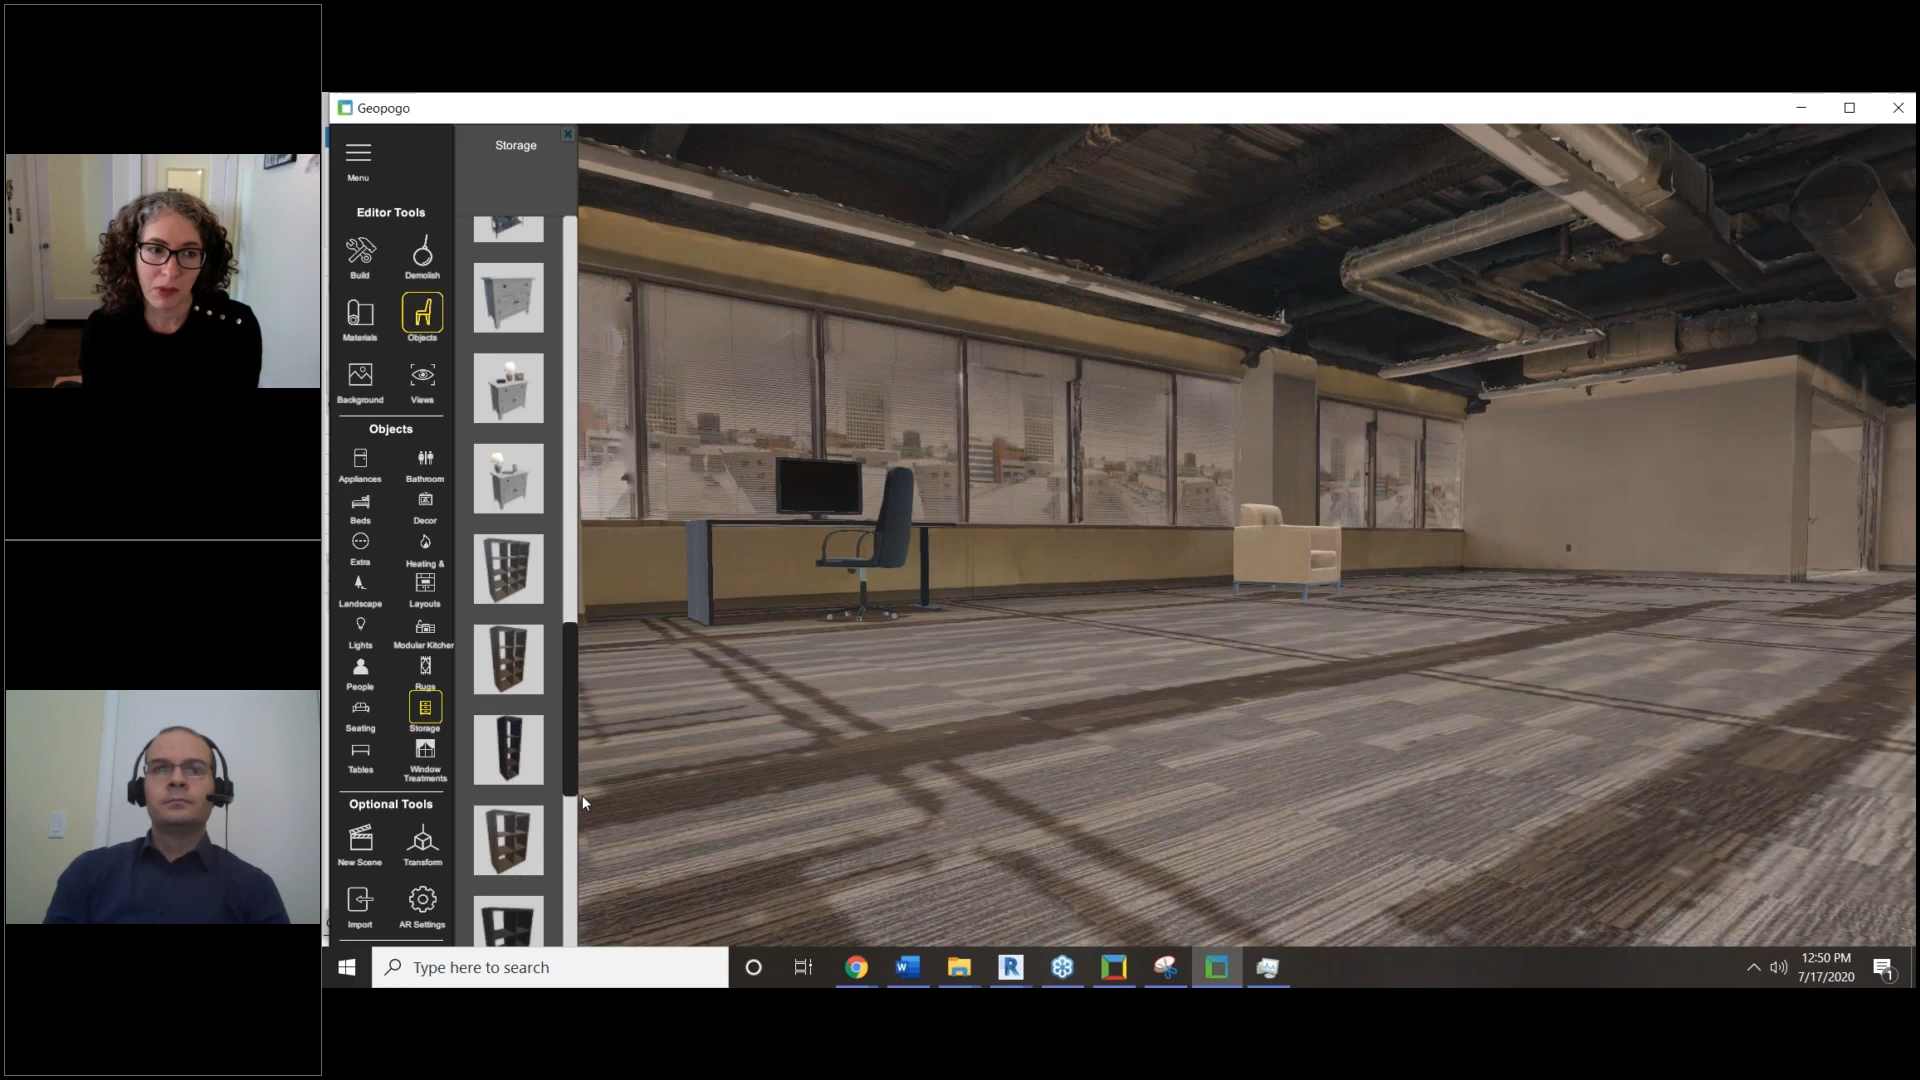 Geopogo
Menu
Storage
Editor Tools
Build Demolish
Materials Objects
Background Views
Objects
Appliances Bathroom
Beds Decor
Extra Heating &
Landscape Layouts
Lights Modular Kitchen
People Rugs
Seating Storage
Tables Window
Treatments
Optional Tools
New Scene Transform
Import AR Settings
Type here to search
12:50 PM
7/17/2020
1